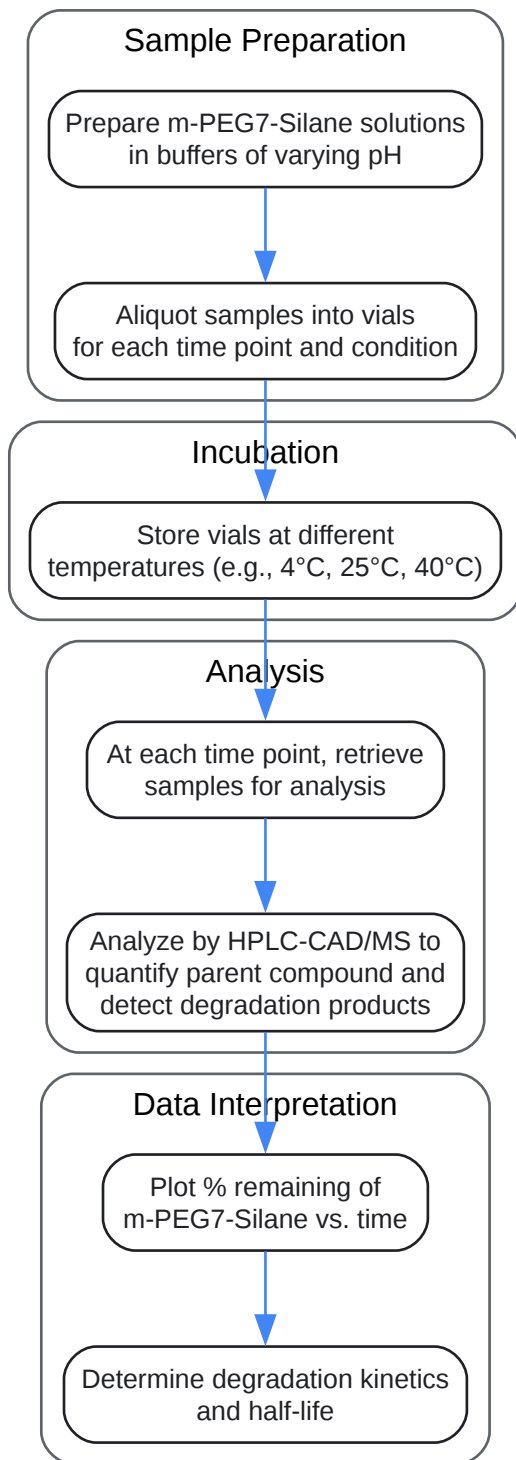 Sample Preparation
Prepare m-PEG7-Silane solutions
in buffers of varying pH
Aliquot samples into vials
for each time point and condition
Incubation
Store vials at different
temperatures (e.g., 4°C, 25°C, 40°C)
Analysis
At each time point, retrieve
samples for analysis
Analyze by HPLC-CAD/MS to
quantify parent compound and
detect degradation products
Data Interpretation
Plot % remaining of
m-PEG7-Silane vs. time
Determine degradation kinetics
and half-life